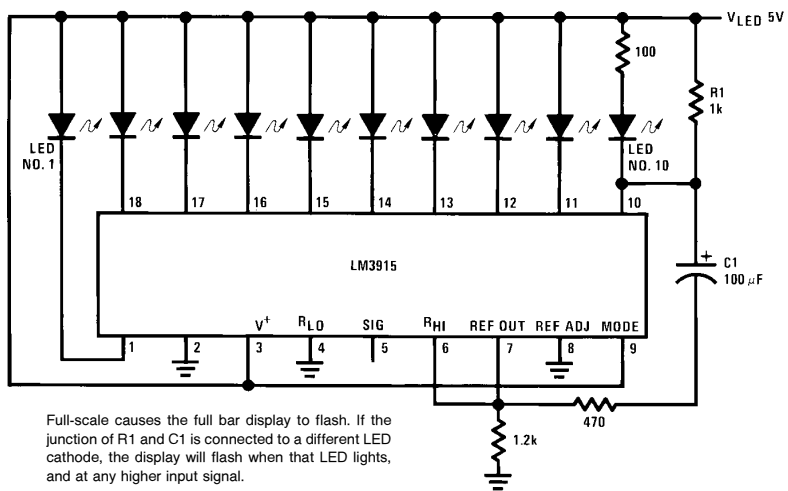 VLED 5V
100
R1
1k
LED
NO. 1
LED
NO. 10
18 17 16 15 14 13 12 11 10
LM3915
+ C1
100 μF
V+ RLO SIG RHI REF OUT REF ADJ MODE
1 2 3 4 5 6 7 8 9
470
1.2k
Full-scale causes the full bar display to flash. If the
junction of R1 and C1 is connected to a different LED
cathode, the display will flash when that LED lights,
and at any higher input signal.